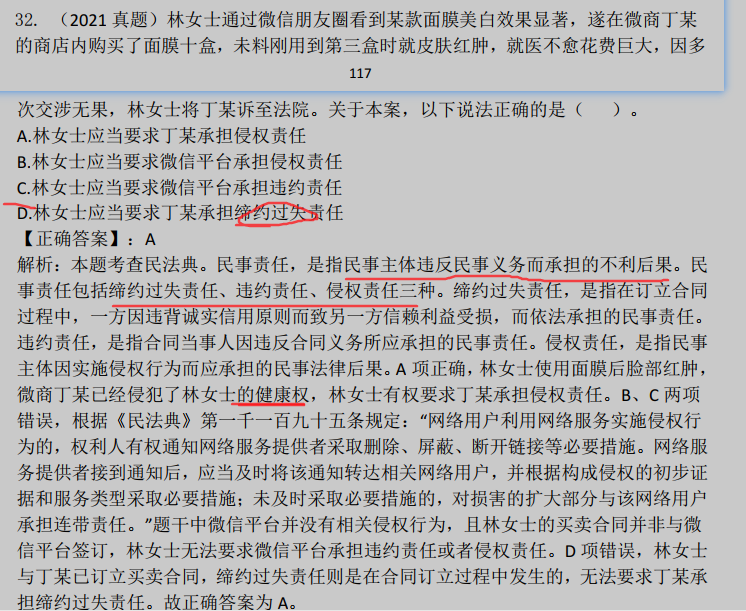 32. （2021 真题）林女士通过微信朋友圈看到某款面膜美白效果显著，遂在微商丁某
的商店内购买了面膜十盒，未料刚用到第三盒时就皮肤红肿，就医不愈花费巨大，因多
117
次交涉无果，林女士将丁某诉至法院。关于本案，以下说法正确的是（ ）。
A.林女士应当要求丁某承担侵权责任
B.林女士应当要求微信平台承担侵权责任
C.林女士应当要求微信平台承担违约责任
D.林女士应当要求丁某承担缔约过失责任
【正确答案】：A
解析：本题考查民法典。民事责任，是指民事主体违反民事义务而承担的不利后果。民
事责任包括缔约过失责任、违约责任、侵权责任三种。缔约过失责任，是指在订立合同
过程中，一方因违背诚实信用原则而致另一方信赖利益受损，而依法承担的民事责任。
违约责任，是指合同当事人因违反合同义务所应承担的民事责任。侵权责任，是指民事
主体因实施侵权行为而应承担的民事法律后果。A 项正确，林女士使用面膜后脸部红肿，
微商丁某已经侵犯了林女士的健康权，林女士有权要求丁某承担侵权责任。B、C 两项
错误，根据《民法典》第一千一百九十五条规定：“网络用户利用网络服务实施侵权行
为的，权利人有权通知网络服务提供者采取删除、屏蔽、断开链接等必要措施。网络服
务提供者接到通知后，应当及时将该通知转达相关网络用户，并根据构成侵权的初步证
据和服务类型采取必要措施；未及时采取必要措施的，对损害的扩大部分与该网络用户
承担连带责任。”题干中微信平台并没有相关侵权行为，且林女士的买卖合同并非与微
信平台签订，林女士无法要求微信平台承担违约责任或者侵权责任。D 项错误，林女士
与丁某已订立买卖合同，缔约过失责任则是在合同订立过程中发生的，无法要求丁某承
担缔约过失责任。故正确答案为 A。